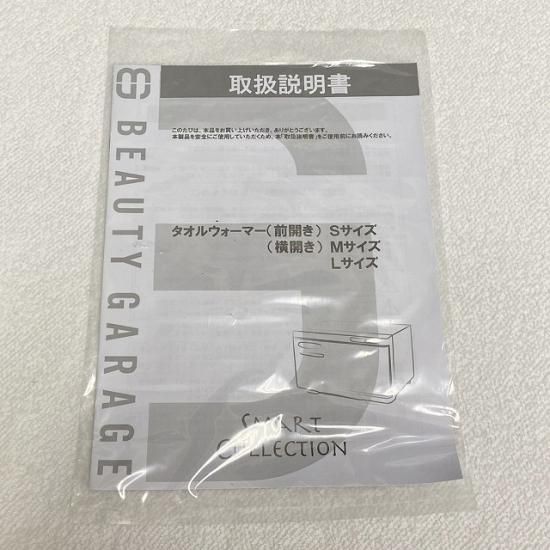 取扱説明書
このたびは、本品をお買い上げいただき、ありがとうございます。
本製品を安全にご使用していただくため、本「取扱説明書」をご使用前にお読みください。
タオルウォーマー(前開き) Sサイズ
(横開き) Mサイズ
Lサイズ
SMART
COLLECTION
BEAUTY GARAGE